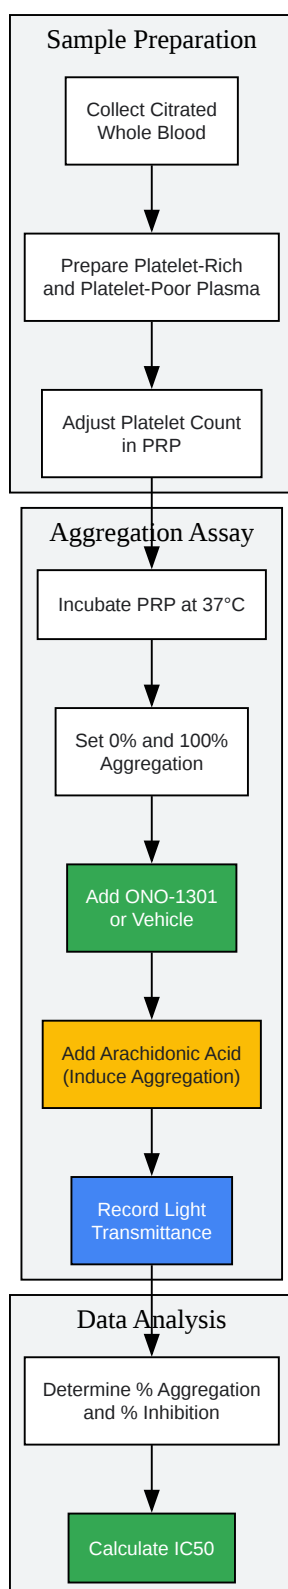 Sample Preparation
Collect Citrated
Whole Blood
Prepare Platelet-Rich
and Platelet-Poor Plasma
Adjust Platelet Count
in PRP
Aggregation Assay
Incubate PRP at 37°C
Set 0% and 100%
Aggregation
Add ONO-1301
or Vehicle
Add Arachidonic Acid
(Induce Aggregation)
Record Light
Transmittance
Data Analysis
Determine % Aggregation
and % Inhibition
Calculate IC50